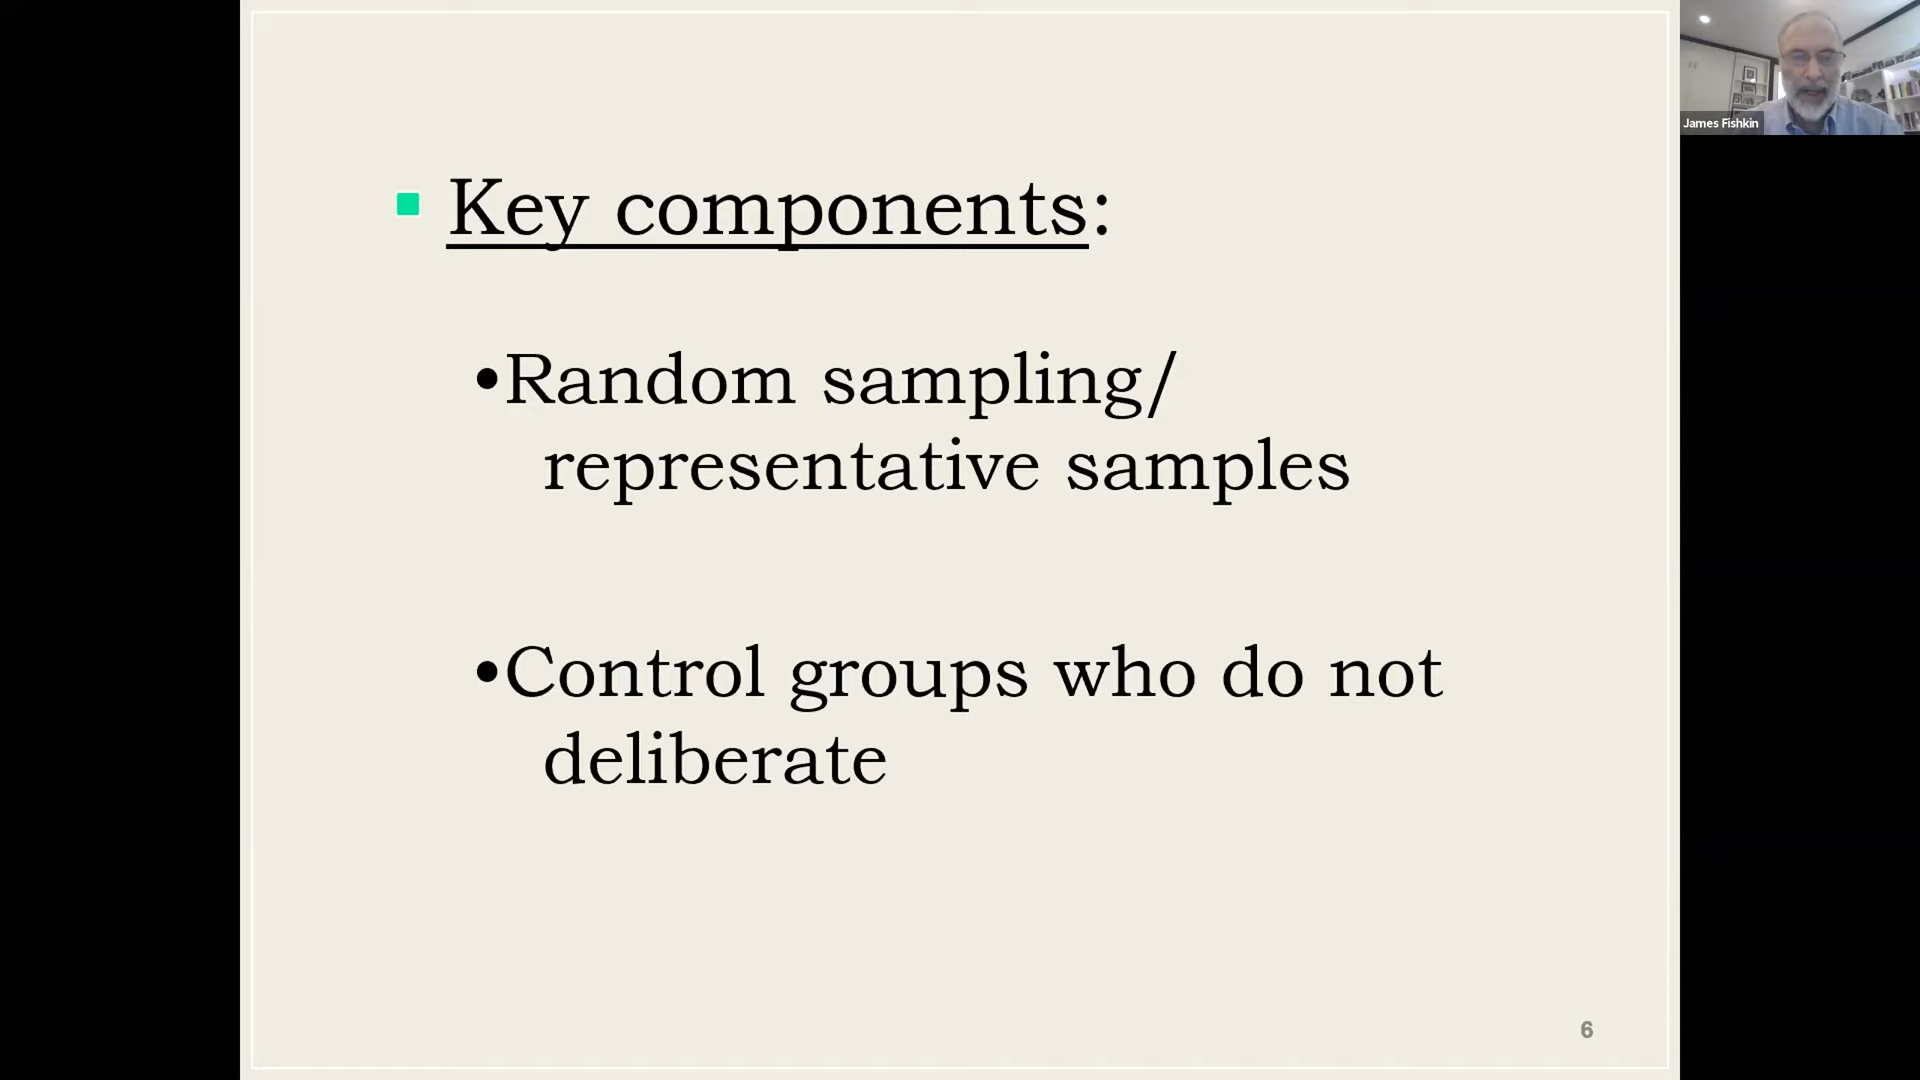 Key components:
•Random sampling/
representative samples
•Control groups who do not
deliberate
6
James Fishkin